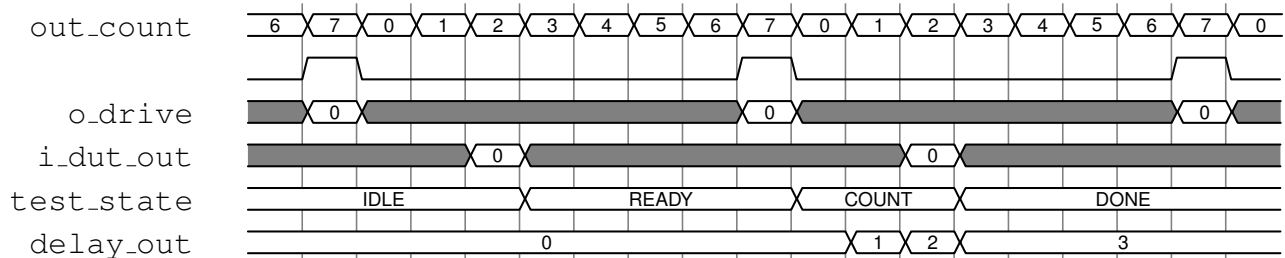 out_count 6 7 0 1 2 3 4 5 6 7 0 1 2 3 4 5 6 7 0
o_drive 0 0 0
i_dut_out 0 0
test_state IDLE READY COUNT DONE
delay_out 0 1 2 3